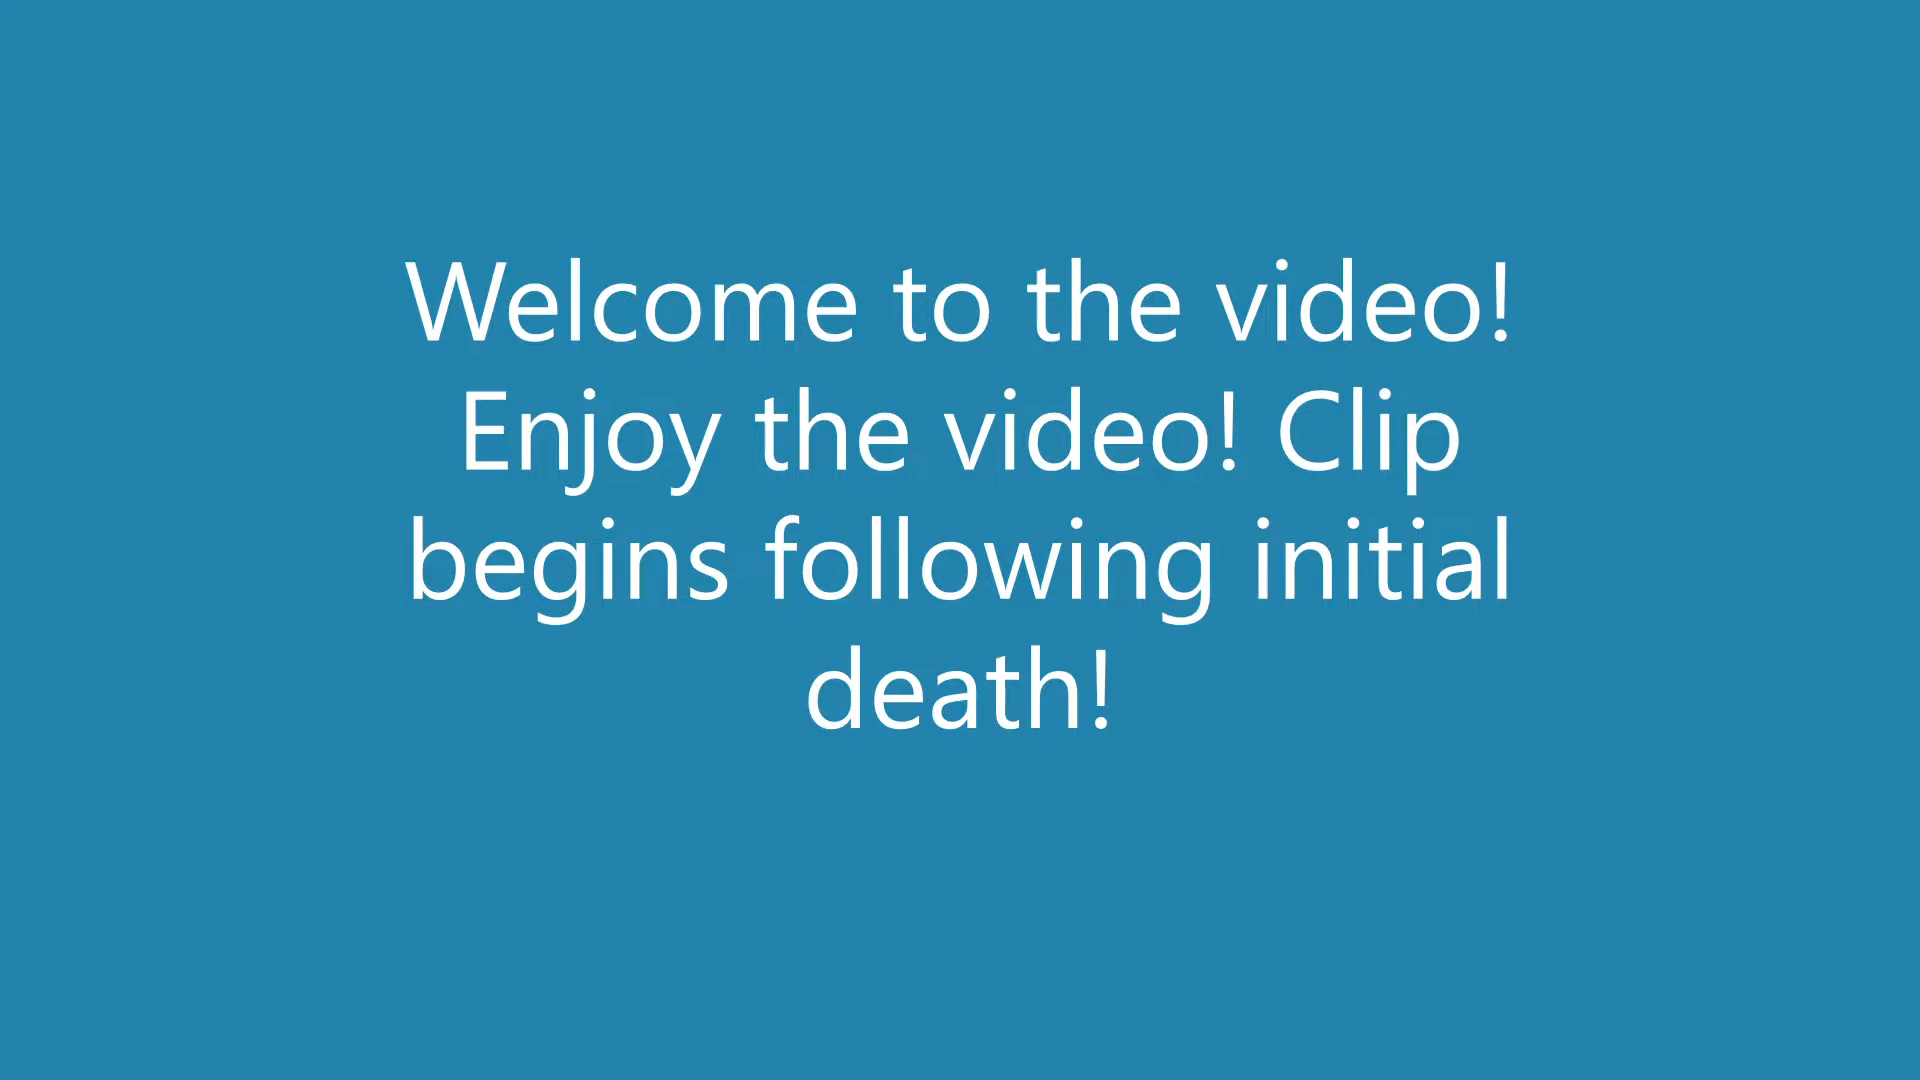 Welcome to the video!
Enjoy the video! Clip
begins following initial
death!